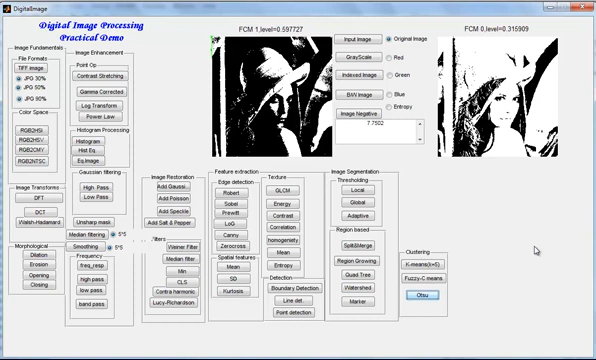 DigitalImage
Digital Image Processing
Practical Demo
Image Fundamentals
File Formats
TIFF image
JPG 30%
JPG 50%
JPG 90%
Color Space
RGB2HSI
RGB2HSV
RGB2CMY
RGB2NTSC
Image Transforms
DFT
DCT
Walsh-Hadamard
Morphological
Dilation
Erosion
Opening
Closing
Image Enhancement
Point Op
Contrast Stretching
Gamma Corrected
Log Transform
Power Law
Histogram Processing
Histogram
Hist Eq.
Eq.Image
Gaussian filtering
High- Pass
Low Pass
Unsharp mask
Median filtering
5*5
Smoothing
5*5
Frequency
freq_resp
high pass
low pass
band pass
FCM 1,level=0.597727
Input Image
Original Image
GrayScale
Red
Indexed Image
Green
B/W Image
Blue
Entropy
Image Negative
7.7502
FCM 0,level=0.315909
Image Restoration
Add Gaussi...
Add Poisson
Add Speckle
Add Salt & Pepper
.filters
Weiner Filter
Median filter
Min
CLS
Contra harmonic
Lucy-Richardson
Feature extraction
Edge detection
Robert
Sobel
Prewitt
LoG
Canny
Zerocross
Spatial features
Mean
SD
Kurtosis
Texture
GLCM
Energy
Contrast
Correlation
homogeniety
Mean
Entropy
Detection
Boundary Detection
Line det.
Point detection
Image Segmentation
Thresholding
Local
Global
Adaptive
Region based
Split&Merge
Region Growing
Quad Tree
Watershed
Marker
Clustering
K-means(k=5)
Fuzzy-C means
Otsu